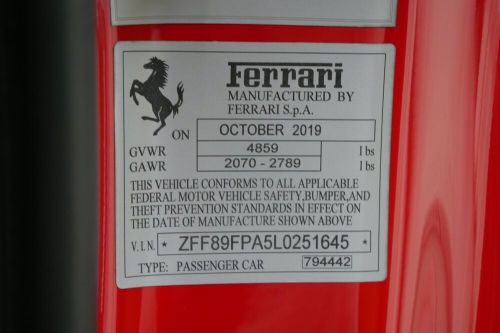 Ferrari
MANUFACTURED BY
FERRARI S.p.A.
ON OCTOBER 2019
GVWR 4859 lbs
GAWR 2070 - 2789 lbs
THIS VEHICLE CONFORMS TO ALL APPLICABLE
FEDERAL MOTOR VEHICLE SAFETY,BUMPER,AND
THEFT PREVENTION STANDARDS IN EFFECT ON
THE DATE OF MANUFACTURE SHOWN ABOVE
V.I.N. * ZFF89FPA5L0251645 *
TYPE: PASSENGER CAR 794442